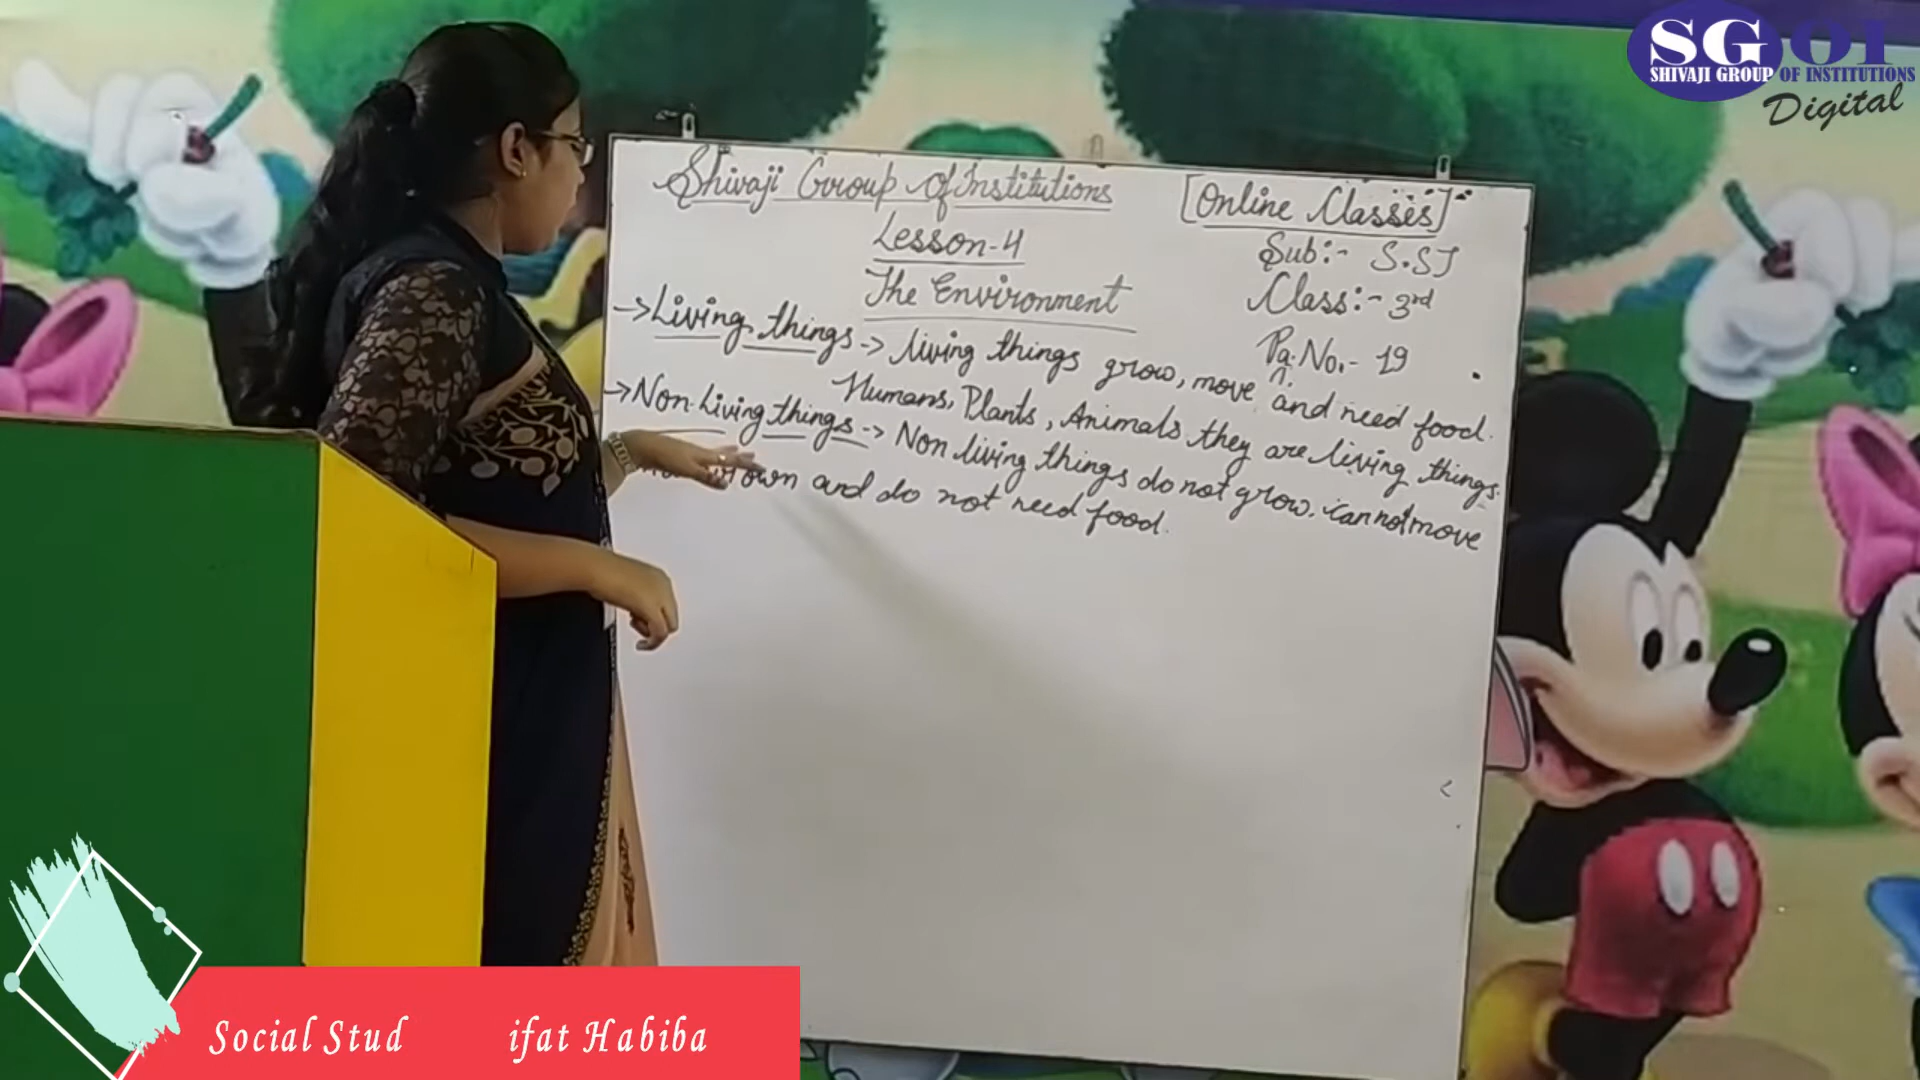 SGOI
SHIVAJI GROUP OF INSTITUTIONS
Digital
Shivaji Group of Institutions
[Online Classes]
Lesson-4
Sub:- S.ST
The Environment
Class:- 3rd
Pa.No.- 19
→Living things -> living things grow, move and need food.
Humans, Plants, Animals they are living things.
→Non-Living things -> Non living things do not grow, cannot move
own and do not need food.
Social Stud ifat Habiba